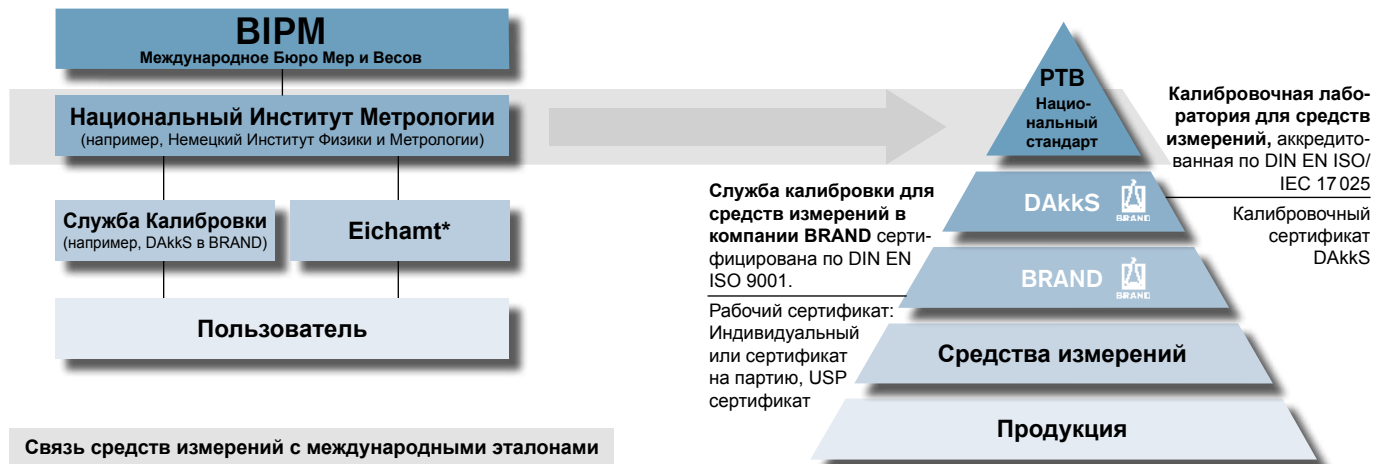 BIPM
Международное Бюро Мер и Весов
Национальный Институт Метрологии
(например, Немецкий Институт Физики и Метрологии)
Служба Калибровки
(например, DAkkS в BRAND)
Eichamt*
Пользователь
Связь средств измерений с международными эталонами
PTB
Нацио-
нальный
стандарт
DAkkS
BRAND
BRAND
BRAND
Средства измерений
Продукция
Служба калибровки для
средств измерений в
компании BRAND серти-
фицирована по DIN EN
ISO 9001.
Рабочий сертификат:
Индивидуальный
или сертификат
на партию, USP
сертификат
Калибровочная лабо-
ратория для средств
измерений, аккредито-
ванная по DIN EN ISO/
IEC 17 025
Калибровочный
сертификат
DAkkS